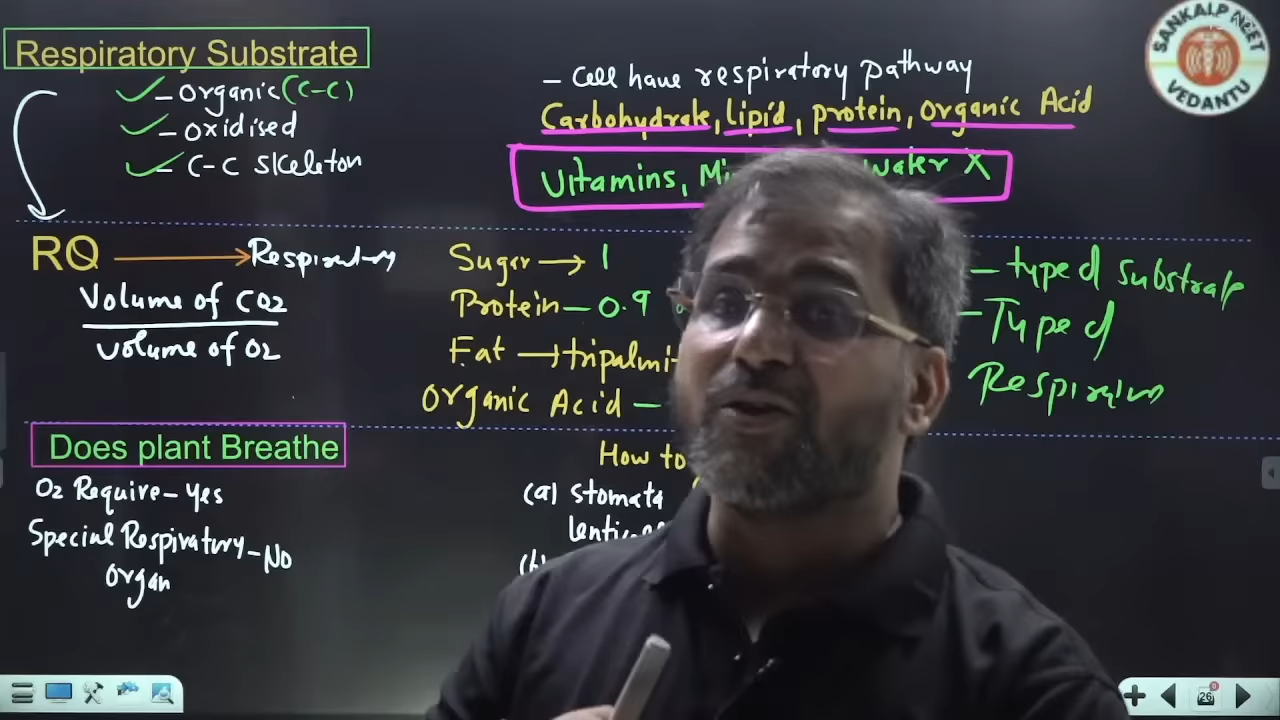 Respiratory Substrate
- Organic (C-C)
- Oxidised
- C-C Skeleton
- Cell have respiratory pathway
Carbohydrate, lipid, protein, Organic Acid
Vitamins, Water X
SANKALP NEET
VEDANTU
RQ → Respiratory
Volume of CO2
Volume of O2
Sugar → 1
Protein - 0.9
Fat →
Organic Acid -
- Type of Substrate
- Type of
Respiration
Does plant Breathe
O2 Require - Yes
Special Respiratory - No
Organ
How to
(a) Stomata
26